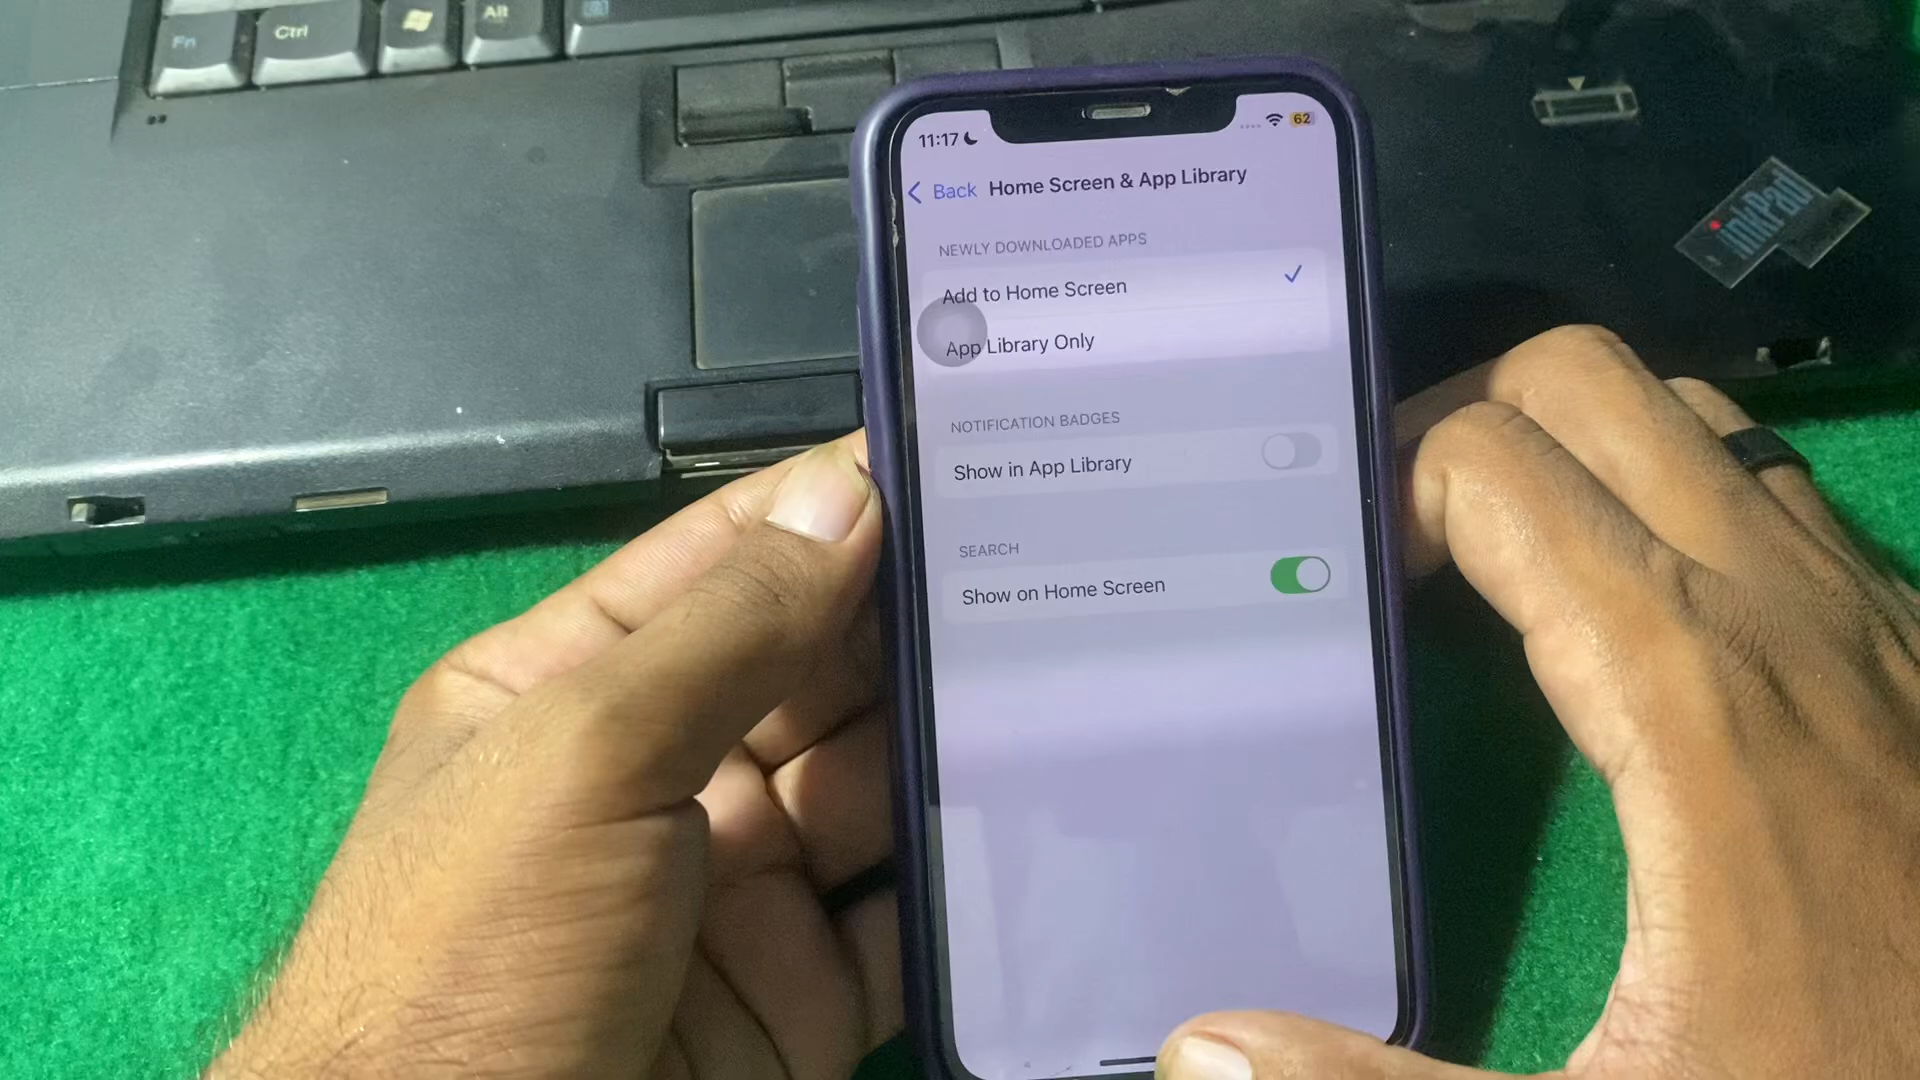 Fn
Ctrl
Alt
11:17
62
Back
Home Screen & App Library
NEWLY DOWNLOADED APPS
Add to Home Screen
App Library Only
NOTIFICATION BADGES
Show in App Library
SEARCH
Show on Home Screen
inkPad